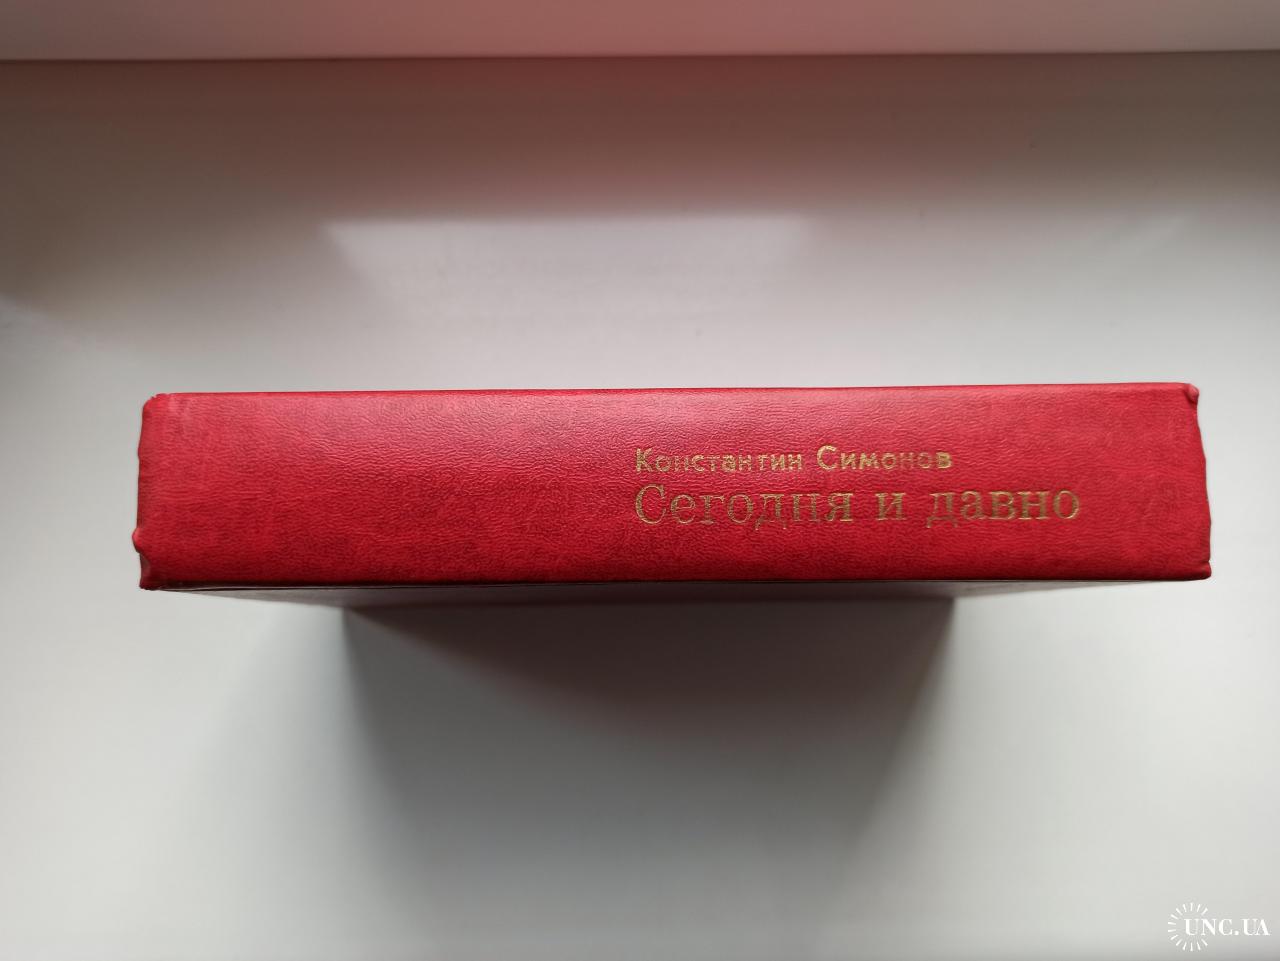 Константин Симонов
Сегодня и давно
UNC.UA